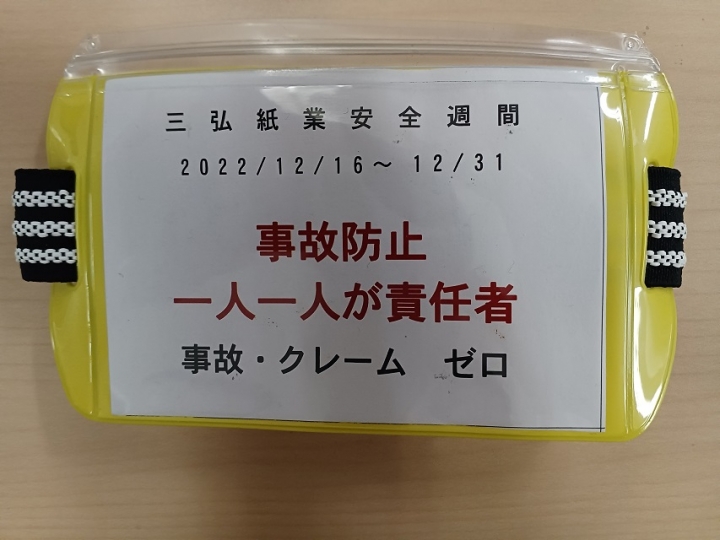 三弘紙業安全週間
2022/12/16～12/31
事故防止
一人一人が責任者
事故・クレーム　ゼロ